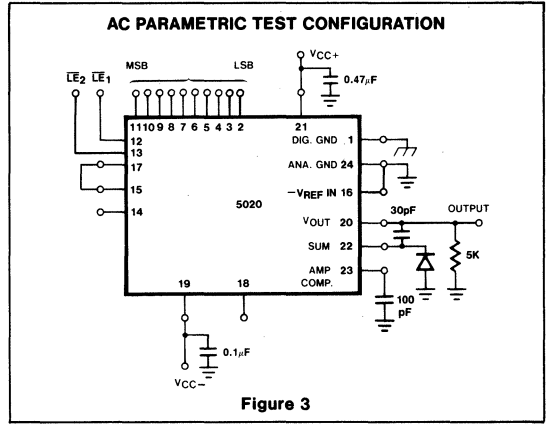 AC PARAMETRIC TEST CONFIGURATION
VCC+
0.47µF
LE2 LE1
MSB LSB
11 10 9 8 7 6 5 4 3 2
21
12
13
17
15
14
DIG. GND 1
ANA. GND 24
−VREF IN 16
5020
VOUT 20
30pF
OUTPUT
SUM 22
5K
AMP 23
COMP.
19
18
100
pF
0.1µF
VCC−
Figure 3